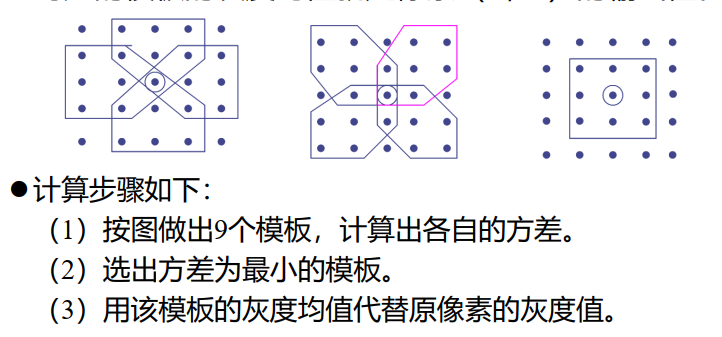 ●计算步骤如下：
（1）按图做出9个模板，计算出各自的方差。
（2）选出方差为最小的模板。
（3）用该模板的灰度均值代替原像素的灰度值。